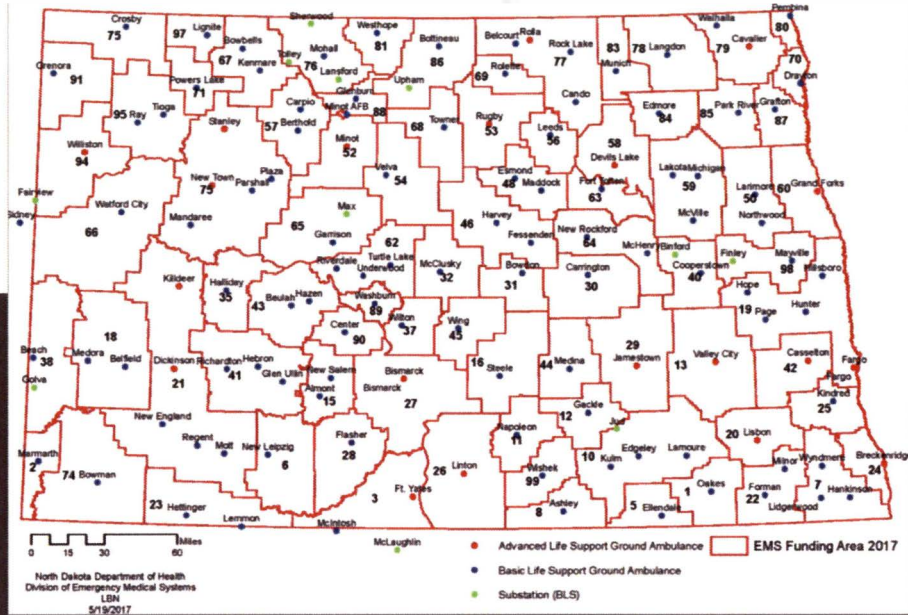 Crosby
75
97 Lignite
Bowbells
67
Kenmare
Sherwood
Tolley
Mohall
76
Lansford
Westhope
81
Bottineau
86
Belcourt Rolla
Rock Lake
77
83
Munich
78 Langdon
Walhalla
79
Cavalier
Pembina
80
70
Drayton
Grenora
91
Powers Lake
71
Glenburn
Upham
69
Rolette
Cando
95 Ray
Tioga
Stanley
57
Carpio
Berthold
Minot AFB
88
Minot
52
68
Towner
Rugby
53
Leeds
56
Edmore
84
85
Park River
Grafton
87
58
Devils Lake
Williston
94
New Town
75
Parshall
Plaza
Velva
54
Esmond
48
Maddock
Fort Totten
63
Lakota Michigan
59
Larimore
50
60
Grand Forks
Fairview
Sidney
Watford City
66
Mandaree
65
Max
Garrison
46
Harvey
Fessenden
New Rockford
64
McVille
Northwood
McHenry Binford
Cooperstown
40
Finley
Mayville
98
Hillsboro
Killdeer
Halliday
35
Riverdale
62
Turtle Lake
Underwood
McClusky
32
Bowdon
31
Carrington
30
Hope
19
Page
Hunter
43
Beulah
Hazen
Washburn
89
Center
90
Wilton
37
Wing
45
18
Beach
38
Medora
Belfield
Dickinson
21
Richardton
41
Hebron
Glen Ullin
New Salem
Almont
15
Bismarck
Bismarck
27
16
Steele
44
Medina
29
Jamestown
13
Valley City
Casselton
42
Fargo
Fargo
Golva
New England
Regent
Mott
New Leipzig
6
Flasher
28
Napoleon
11
12
Gackle
Jud
Kindred
25
20
Lisbon
Marmarth
2
74
Bowman
26
Linton
Wishek
99
10
Kulm
Edgeley
Lamoure
Milnor
Wyndmere
7
Breckenridge
24
23
Hettinger
Lemmon
3
Ft. Yates
8
Ashley
5
Ellendale
1
Oakes
Forman
22
Lidgerwood
Hankinson
McIntosh
McLaughlin
0 15 30 60
Miles
North Dakota Department of Health
Division of Emergency Medical Systems
LBN
5/19/2017
Advanced Life Support Ground Ambulance
EMS Funding Area 2017
Basic Life Support Ground Ambulance
Substation (BLS)